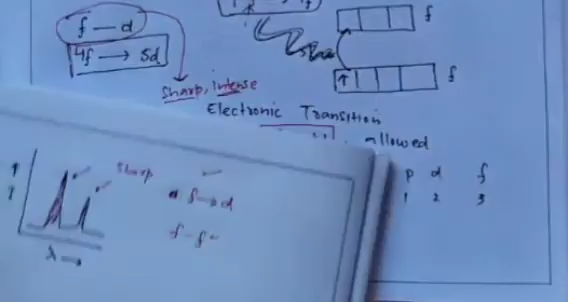 f — d
f
4f → 5d
↑ f
sharp, intense
Electronic Transition
allowed
p d f
1 2 3
sharp
f → d
f - f
λ →